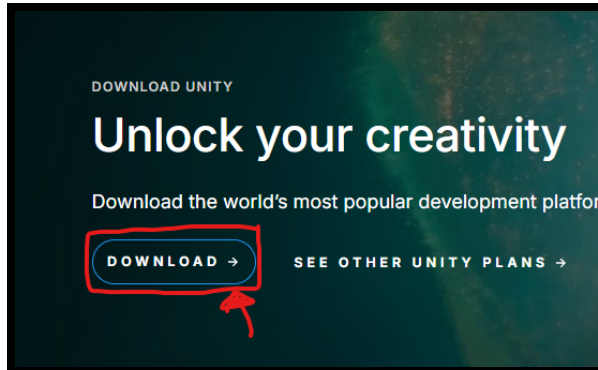 DOWNLOAD UNITY
Unlock your creativity
Download the world's most popular development platfor
DOWNLOAD →
SEE OTHER UNITY PLANS →